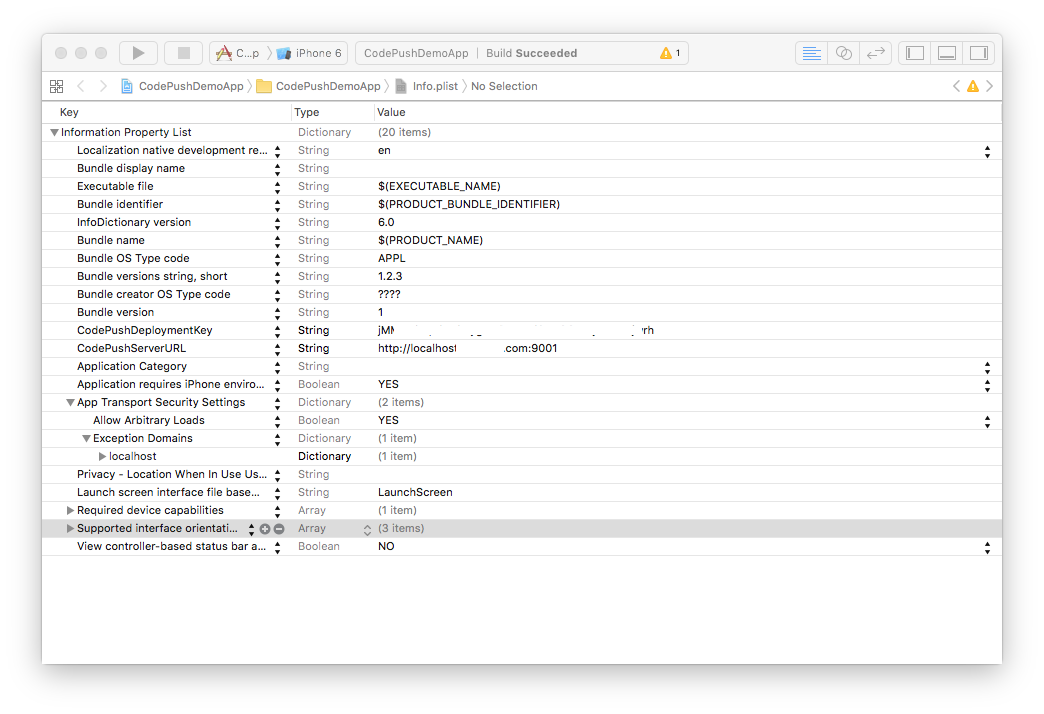 C...p iPhone 6 CodePushDemoApp Build Succeeded 1
CodePushDemoApp CodePushDemoApp Info.plist No Selection
Key Type Value
Information Property List Dictionary (20 items)
Localization native development re... String en
Bundle display name String
Executable file String $(EXECUTABLE_NAME)
Bundle identifier String $(PRODUCT_BUNDLE_IDENTIFIER)
InfoDictionary version String 6.0
Bundle name String $(PRODUCT_NAME)
Bundle OS Type code String APPL
Bundle versions string, short String 1.2.3
Bundle creator OS Type code String ????
Bundle version String 1
CodePushDeploymentKey String
CodePushServerURL String http://localhost .com:9001
Application Category String
Application requires iPhone enviro... Boolean YES
App Transport Security Settings Dictionary (2 items)
Allow Arbitrary Loads Boolean YES
Exception Domains Dictionary (1 item)
localhost Dictionary (1 item)
Privacy - Location When In Use Us... String
Launch screen interface file base... String LaunchScreen
Required device capabilities Array (1 item)
Supported interface orientati... Array (3 items)
View controller-based status bar a... Boolean NO